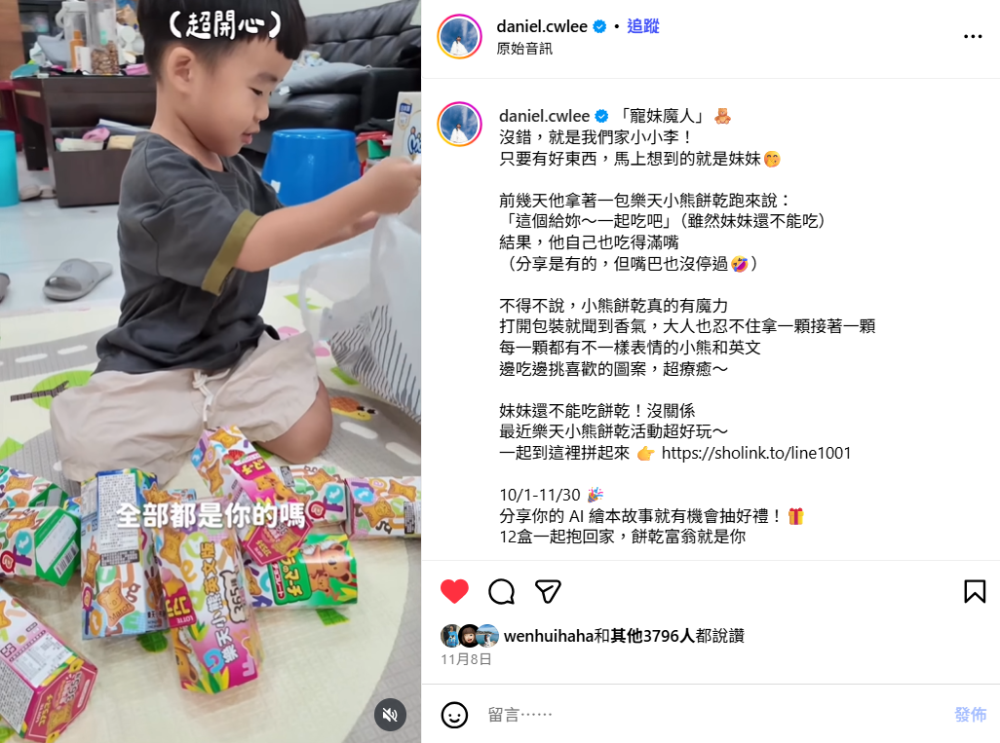 （超開心）
全部都是你的嗎
樂天小熊英文版
LOTTE
daniel.cwlee • 追蹤
原始音訊
daniel.cwlee 「寵妹魔人」🧸
沒錯，就是我們家小小李！
只要有好東西，馬上想到的就是妹妹🤭
前幾天他拿著一包樂天小熊餅乾跑來說：
「這個給妳～一起吃吧」（雖然妹妹還不能吃）
結果，他自己也吃得滿嘴
（分享是有的，但嘴巴也沒停過🤣）
不得不說，小熊餅乾真的有魔力
打開包裝就聞到香氣，大人也忍不住拿一顆接著一顆
每一顆都有不一樣表情的小熊和英文
邊吃邊挑喜歡的圖案，超療癒～
妹妹還不能吃餅乾！沒關係
最近樂天小熊餅乾活動超好玩～
一起到這裡拼起來 👉 https://sholink.to/line1001
10/1-11/30 🎉
分享你的 AI 繪本故事就有機會抽好禮！🎁
12盒一起抱回家，餅乾富翁就是你
wenhuihaha和其他3796人都說讚
11月8日
留言……
發佈